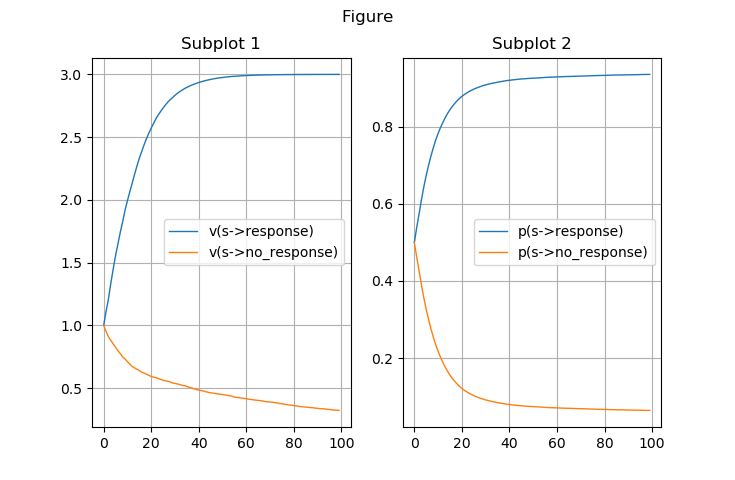 Figure
Subplot 1
3.0
2.5
2.0
1.5
1.0
0.5
0 20 40 60 80 100
v(s->response)
v(s->no_response)
Subplot 2
0.8
0.6
0.4
0.2
0 20 40 60 80 100
p(s->response)
p(s->no_response)